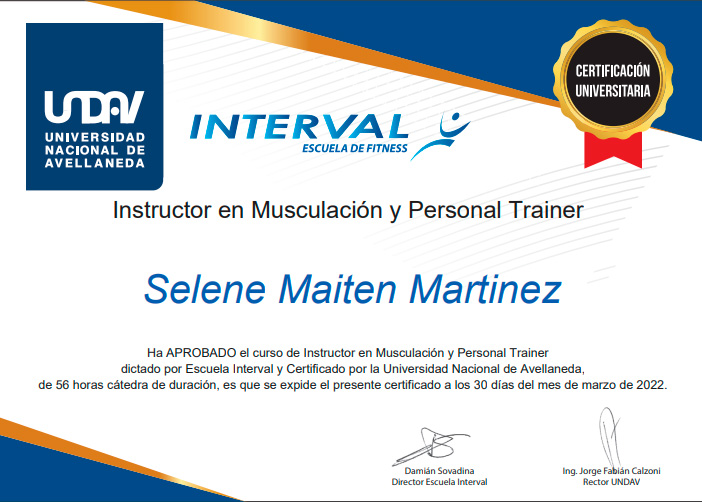 UNDAV
UNIVERSIDAD
NACIONAL DE
AVELLANEDA
INTERVAL
ESCUELA DE FITNESS
CERTIFICACIÓN
UNIVERSITARIA
Instructor en Musculación y Personal Trainer
Selene Maiten Martinez
Ha APROBADO el curso de Instructor en Musculación y Personal Trainer
dictado por Escuela Interval y Certificado por la Universidad Nacional de Avellaneda,
de 56 horas cátedra de duración, es que se expide el presente certificado a los 30 días del mes de marzo de 2022.
Damián Sovadina
Director Escuela Interval
Ing. Jorge Fabián Calzoni
Rector UNDAV